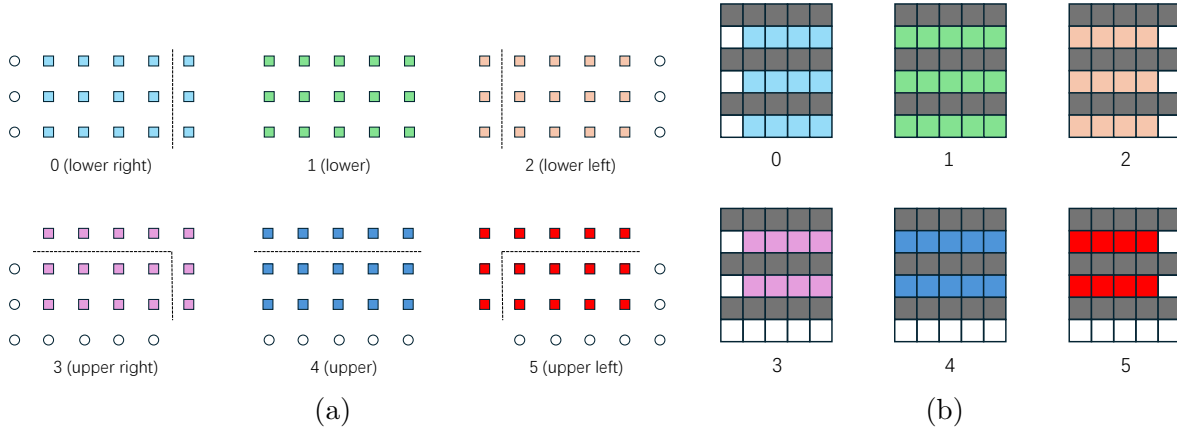 0 (lower right)
1 (lower)
2 (lower left)
3 (upper right)
4 (upper)
5 (upper left)
(a)
0
1
2
3
4
5
(b)